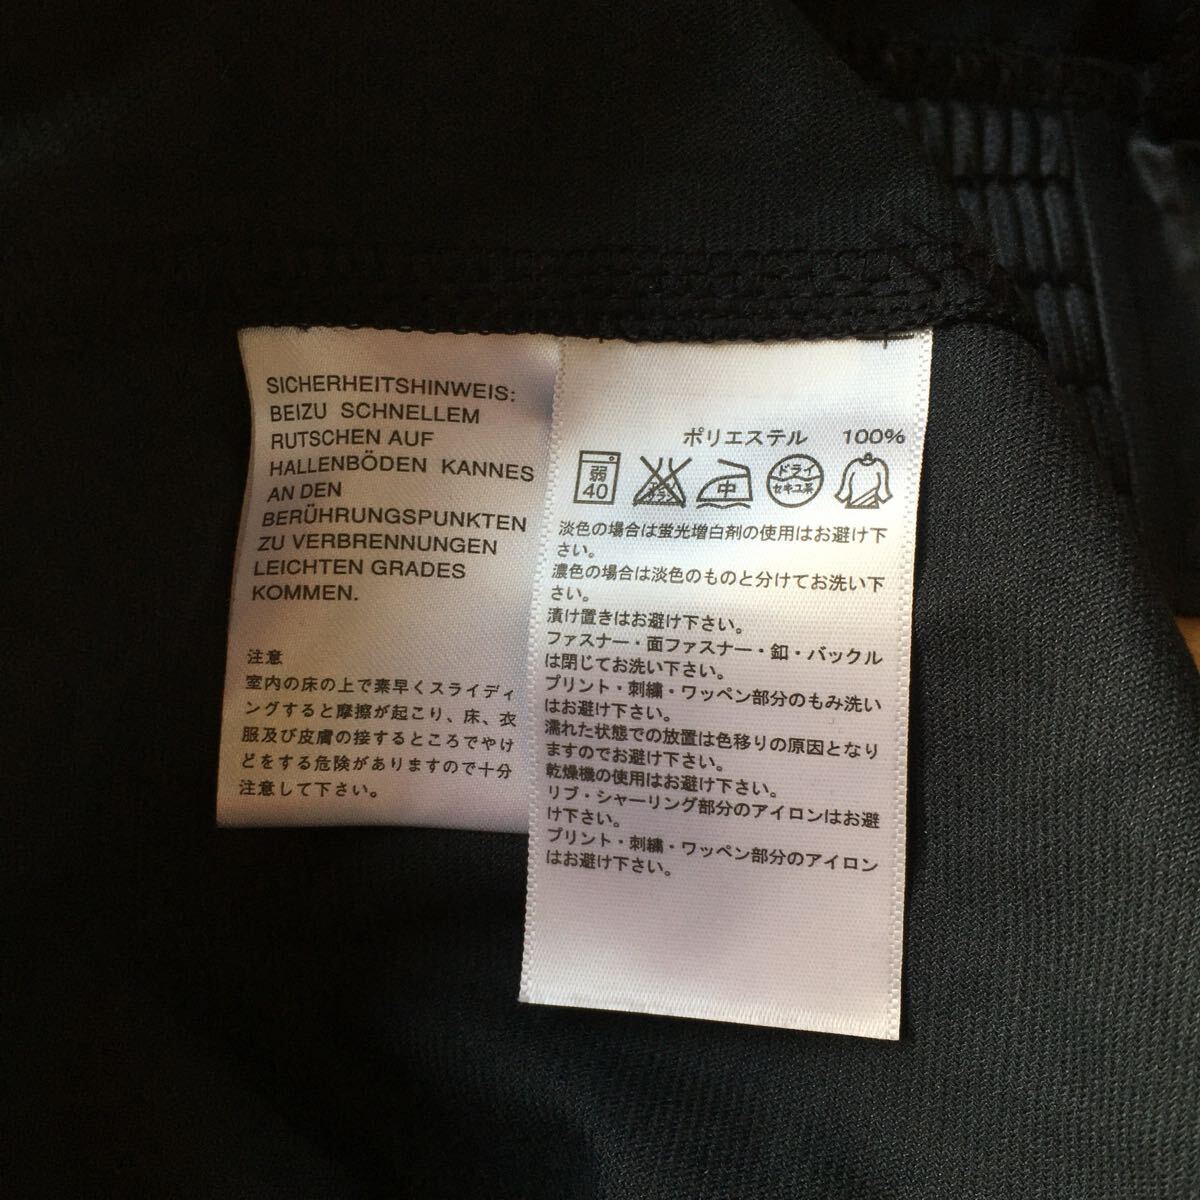 SICHERHEITSHINWEIS:
BEIZU SCHNELLEM
RUTSCHEN AUF
HALLENBÖDEN KANNES
AN DEN
BERÜHRUNGSPUNKTEN
ZU VERBRENNUNGEN
LEICHTEN GRADES
KOMMEN.
注意
室内の床の上で素早くスライディ
ングすると摩擦が起こり、床、衣
服及び皮膚の接するところでやけ
どをする危険がありますので十分
注意して下さい。
ポリエステル 100%
弱
40
エンソ
サラシ
中
ドライ
セキユ系
淡色の場合は蛍光増白剤の使用はお避け下
さい。
濃色の場合は淡色のものと分けてお洗い下
さい。
漬け置きはお避け下さい。
ファスナー・面ファスナー・釦・バックル
は閉じてお洗い下さい。
プリント・刺繍・ワッペン部分のもみ洗い
はお避け下さい。
濡れた状態での放置は色移りの原因となり
ますのでお避け下さい。
乾燥機の使用はお避け下さい。
リブ・シャーリング部分のアイロンはお避
け下さい。
プリント・刺繍・ワッペン部分のアイロン
はお避け下さい。